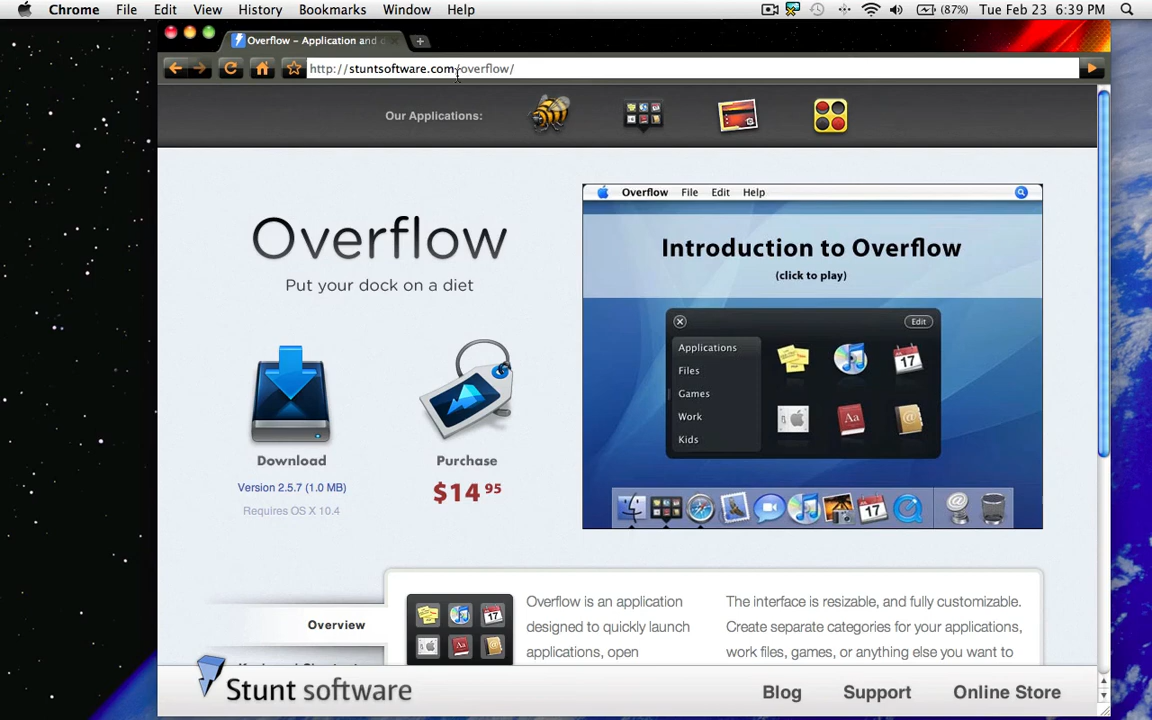 Chrome File Edit View History Bookmarks Window Help (87%) Tue Feb 23 6:39 PM
Overflow – Application and d
http://stuntsoftware.com/overflow/
Our Applications:
Overflow
Put your dock on a diet
Download
Version 2.5.7 (1.0 MB)
Requires OS X 10.4
Purchase
$14 95
Overflow File Edit Help
Introduction to Overflow
(click to play)
Edit
Applications
Files
Games
Work
Kids
17
Aa
17
Overview
17
Aa
Overflow is an application
designed to quickly launch
applications, open
The interface is resizable, and fully customizable.
Create separate categories for your applications,
work files, games, or anything else you want to
Stunt software
Blog Support Online Store